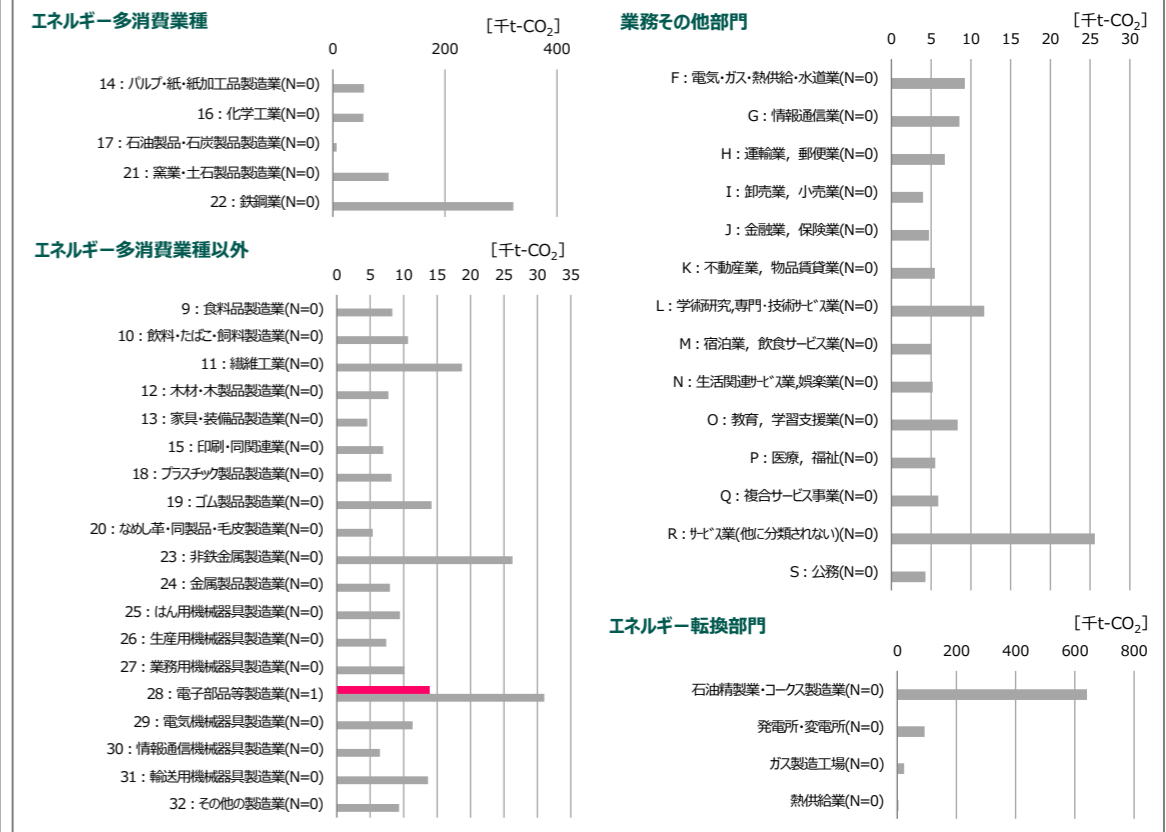 エネルギー多消費業種
[千t-CO₂]
0 200 400
14：パルプ・紙・紙加工品製造業(N=0)
16：化学工業(N=0)
17：石油製品・石炭製品製造業(N=0)
21：窯業・土石製品製造業(N=0)
22：鉄鋼業(N=0)
エネルギー多消費業種以外
[千t-CO₂]
0 5 10 15 20 25 30 35
9：食料品製造業(N=0)
10：飲料・たばこ・飼料製造業(N=0)
11：繊維工業(N=0)
12：木材・木製品製造業(N=0)
13：家具・装備品製造業(N=0)
15：印刷・同関連業(N=0)
18：プラスチック製品製造業(N=0)
19：ゴム製品製造業(N=0)
20：なめし革・同製品・毛皮製造業(N=0)
23：非鉄金属製造業(N=0)
24：金属製品製造業(N=0)
25：はん用機械器具製造業(N=0)
26：生産用機械器具製造業(N=0)
27：業務用機械器具製造業(N=0)
28：電子部品等製造業(N=1)
29：電気機械器具製造業(N=0)
30：情報通信機械器具製造業(N=0)
31：輸送用機械器具製造業(N=0)
32：その他の製造業(N=0)
業務その他部門
[千t-CO₂]
0 5 10 15 20 25 30
F：電気・ガス・熱供給・水道業(N=0)
G：情報通信業(N=0)
H：運輸業，郵便業(N=0)
I：卸売業，小売業(N=0)
J：金融業，保険業(N=0)
K：不動産業，物品賃貸業(N=0)
L：学術研究,専門・技術サービス業(N=0)
M：宿泊業，飲食サービス業(N=0)
N：生活関連サービス業,娯楽業(N=0)
O：教育，学習支援業(N=0)
P：医療，福祉(N=0)
Q：複合サービス事業(N=0)
R：サービス業(他に分類されない)(N=0)
S：公務(N=0)
エネルギー転換部門
[千t-CO₂]
0 200 400 600 800
石油精製業・コークス製造業(N=0)
発電所・変電所(N=0)
ガス製造工場(N=0)
熱供給業(N=0)